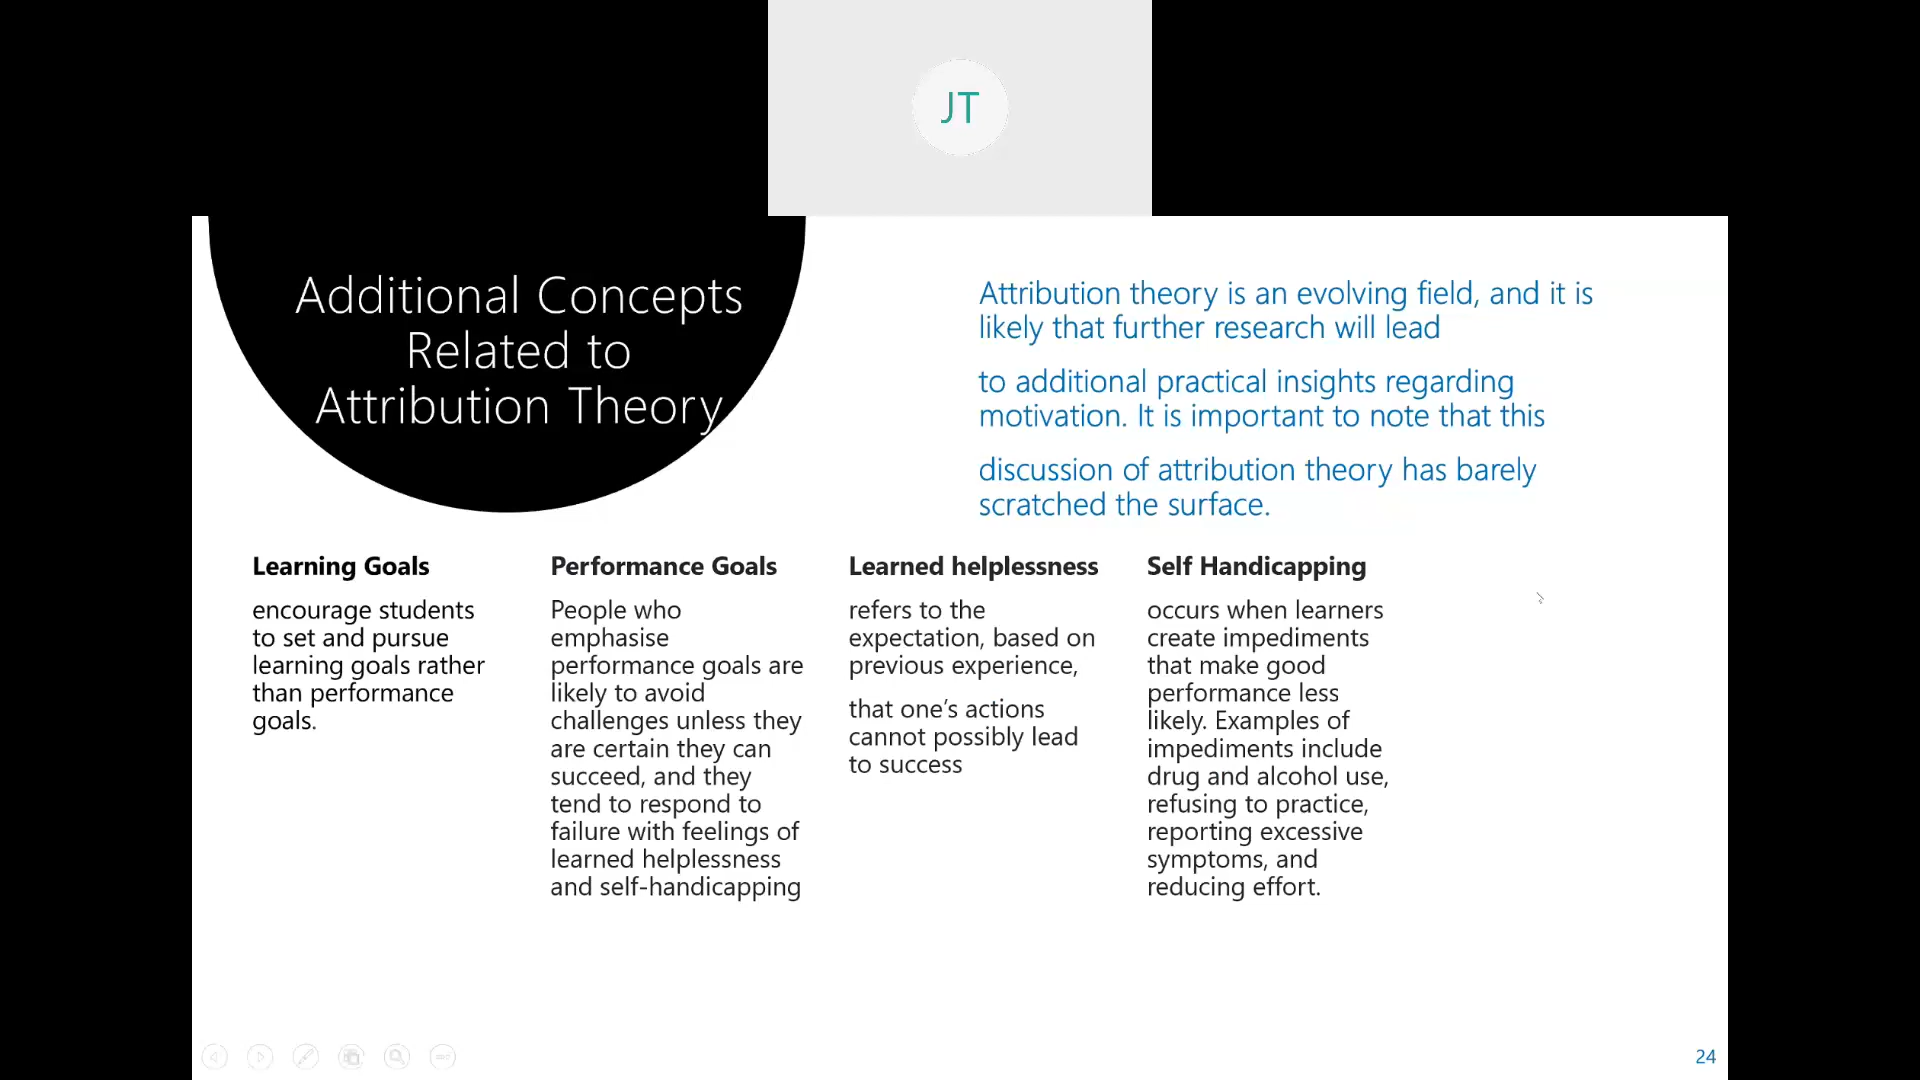 JT
Additional Concepts
Related to
Attribution Theory
Attribution theory is an evolving field, and it is
likely that further research will lead
to additional practical insights regarding
motivation. It is important to note that this
discussion of attribution theory has barely
scratched the surface.
Learning Goals
encourage students
to set and pursue
learning goals rather
than performance
goals.
Performance Goals
People who
emphasise
performance goals are
likely to avoid
challenges unless they
are certain they can
succeed, and they
tend to respond to
failure with feelings of
learned helplessness
and self-handicapping
Learned helplessness
refers to the
expectation, based on
previous experience,
that one’s actions
cannot possibly lead
to success
Self Handicapping
occurs when learners
create impediments
that make good
performance less
likely. Examples of
impediments include
drug and alcohol use,
refusing to practice,
reporting excessive
symptoms, and
reducing effort.
24